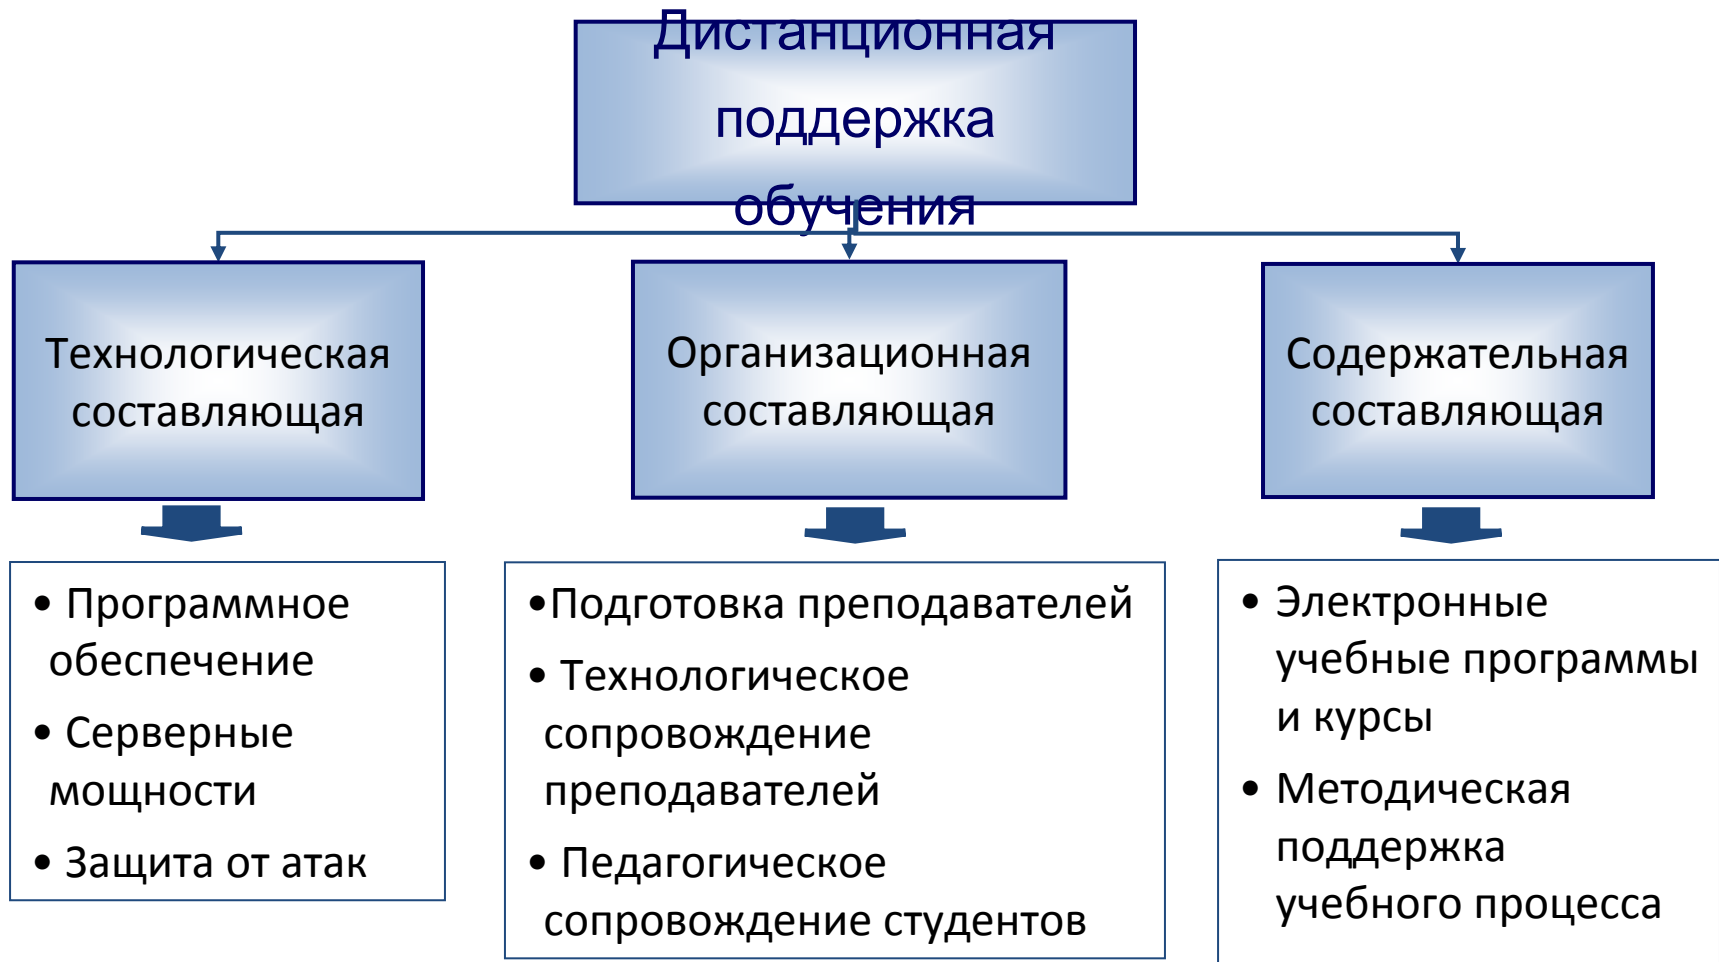 Дистанционная
поддержка
обучения
Технологическая
составляющая
Организационная
составляющая
Содержательная
составляющая
• Программное
обеспечение
• Серверные
мощности
• Защита от атак
•Подготовка преподавателей
• Технологическое
сопровождение
преподавателей
• Педагогическое
сопровождение студентов
• Электронные
учебные программы
и курсы
• Методическая
поддержка
учебного процесса